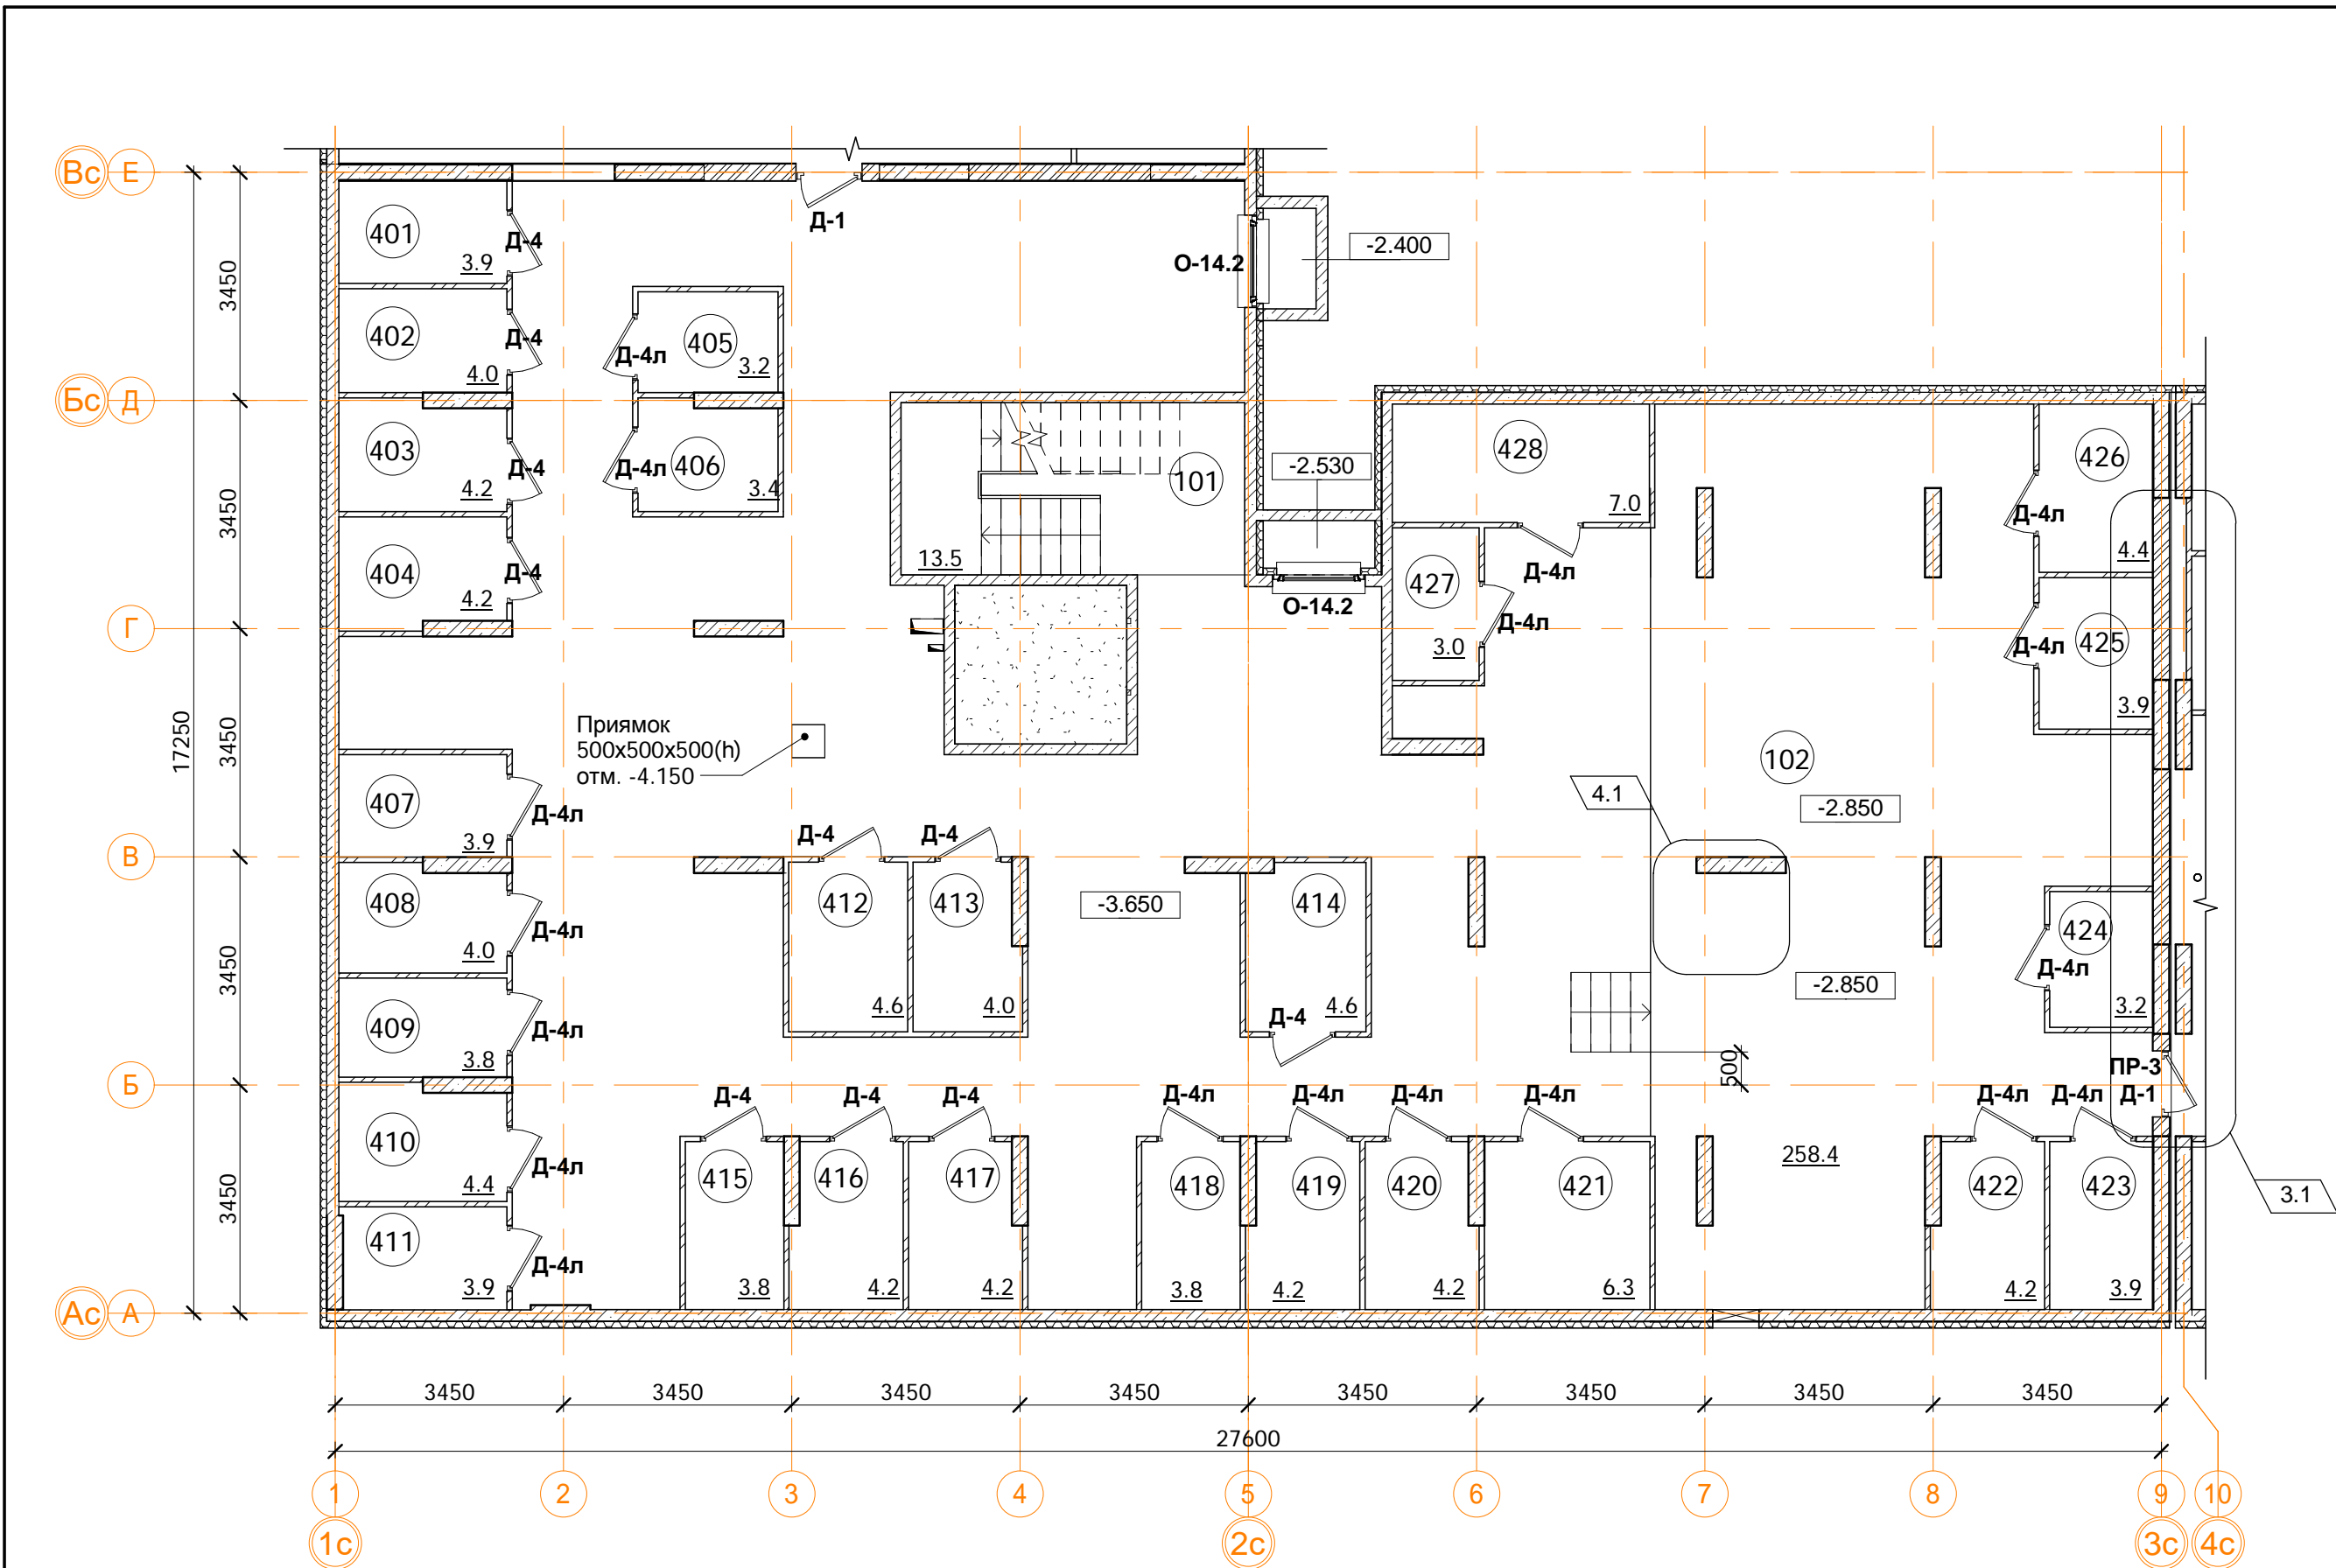 Вс Е
401
3.9
Д-4
Д-1
О-14.2
-2.400
3450
402
4.0
Д-4
405
3.2
Д-4л
Бс Д
403
4.2
Д-4
406
3.4
Д-4л
101
13.5
-2.530
О-14.2
428
7.0
Д-4л
426
4.4
Д-4л
3450
404
4.2
Д-4
427
3.0
Д-4л
425
3.9
Д-4л
Г
17250
3450
Приямок
500x500x500(h)
отм. -4.150
102
-2.850
4.1
407
3.9
Д-4л
В
Д-4
Д-4
408
4.0
Д-4л
412
4.6
413
4.0
-3.650
414
4.6
Д-4
424
3.2
Д-4л
-2.850
3450
409
3.8
Д-4л
500
ПР-3
Д-1
Б
Д-4
Д-4
Д-4
Д-4л
Д-4л
Д-4л
Д-4л
Д-4л
Д-4л
410
4.4
Д-4л
415
3.8
416
4.2
417
4.2
418
3.8
419
4.2
420
4.2
421
6.3
258.4
422
4.2
423
3.9
3.1
3450
411
3.9
Д-4л
Ас А
3450 3450 3450 3450 3450 3450 3450 3450
27600
1 2 3 4 5 6 7 8 9 10
1с 2с 3с 4с